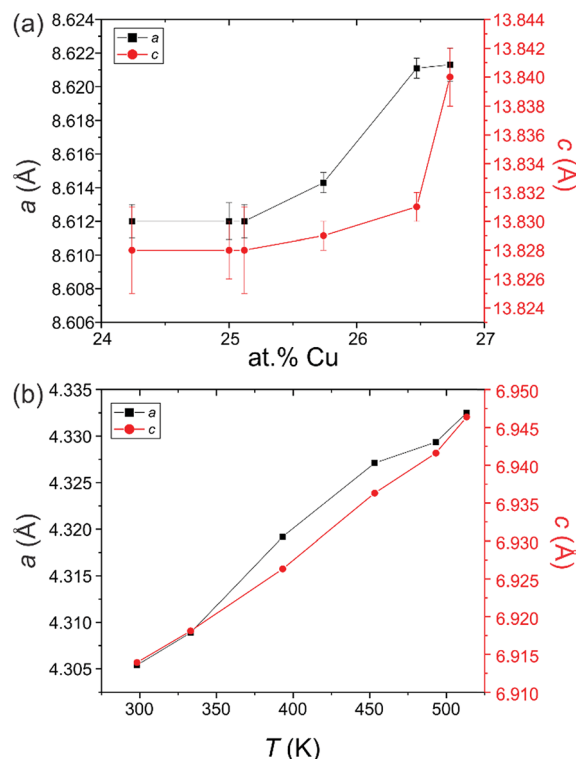 (a)
a
c
8.624
8.622
8.620
8.618
8.616
8.614
8.612
8.610
8.608
8.606
a (Å)
13.844
13.842
13.840
13.838
13.836
13.834
13.832
13.830
13.828
13.826
13.824
c (Å)
24 25 26 27
at.% Cu
(b)
a
c
4.335
4.330
4.325
4.320
4.315
4.310
4.305
a (Å)
6.950
6.945
6.940
6.935
6.930
6.925
6.920
6.915
6.910
c (Å)
300 350 400 450 500
T (K)